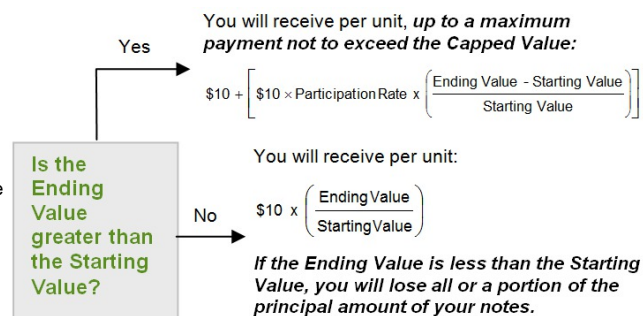 You will receive per unit, up to a maximum
payment not to exceed the Capped Value:
Yes
$10 + [$10 × Participation Rate x (Ending Value - Starting Value / Starting Value)]
Is the
Ending
Value
greater than
the Starting
Value?
e
You will receive per unit:
No
$10 x (Ending Value / Starting Value)
If the Ending Value is less than the Starting
Value, you will lose all or a portion of the
principal amount of your notes.